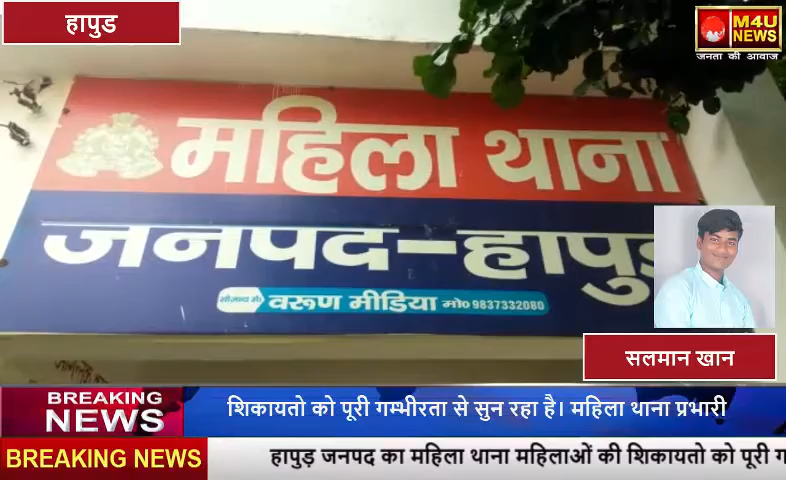 हापुड
M4U
NEWS
जनता की आवाज
महिला थाना
जनपद-हापुड़
सौजन्य से: वरूण मीडिया मो० 9837332080
सलमान खान
BREAKING
NEWS
शिकायतो को पूरी गम्भीरता से सुन रहा है। महिला थाना प्रभारी
BREAKING NEWS
हापुड़ जनपद का महिला थाना महिलाओं की शिकायतो को पूरी ग